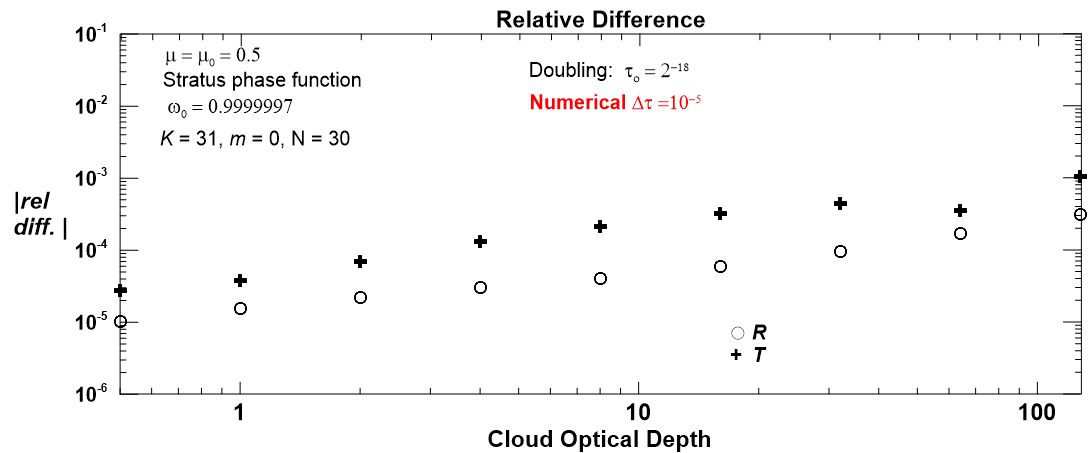 Relative Difference
10⁻¹
μ = μ₀ = 0.5
Stratus phase function
ω₀ = 0.9999997
K = 31, m = 0, N = 30
Doubling: τₒ = 2⁻¹⁸
Numerical Δτ =10⁻⁵
10⁻²
10⁻³
|rel
diff. |
10⁻⁴
10⁻⁵
R
T
10⁻⁶
1 10 100
Cloud Optical Depth